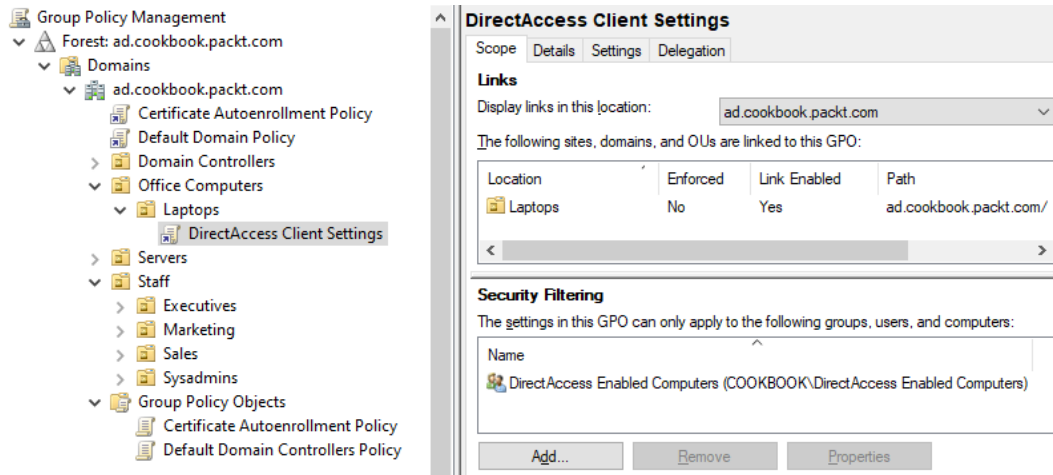 Group Policy Management
Forest: ad.cookbook.packt.com
Domains
ad.cookbook.packt.com
Certificate Autoenrollment Policy
Default Domain Policy
Domain Controllers
Office Computers
Laptops
DirectAccess Client Settings
Servers
Staff
Executives
Marketing
Sales
Sysadmins
Group Policy Objects
Certificate Autoenrollment Policy
Default Domain Controllers Policy
DirectAccess Client Settings
Scope Details Settings Delegation
Links
Display links in this location: ad.cookbook.packt.com
The following sites, domains, and OUs are linked to this GPO:
Location Enforced Link Enabled Path
Laptops No Yes ad.cookbook.packt.com/
Security Filtering
The settings in this GPO can only apply to the following groups, users, and computers:
Name
DirectAccess Enabled Computers (COOKBOOK\DirectAccess Enabled Computers)
Add... Remove Properties